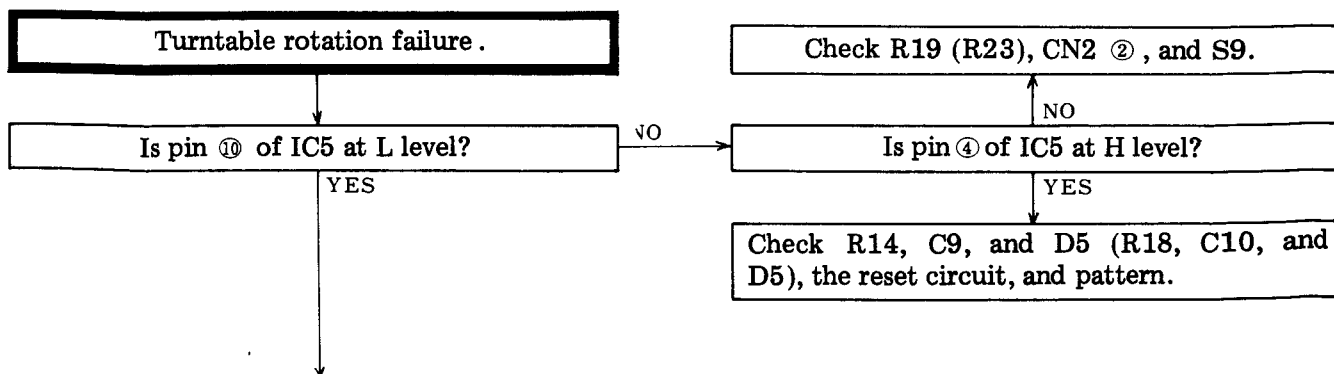 Turntable rotation failure.
Check R19 (R23), CN2 ②, and S9.
Is pin ⑩ of IC5 at L level?
NO
Is pin ④ of IC5 at H level?
NO
YES
YES
Check R14, C9, and D5 (R18, C10, and
D5), the reset circuit, and pattern.